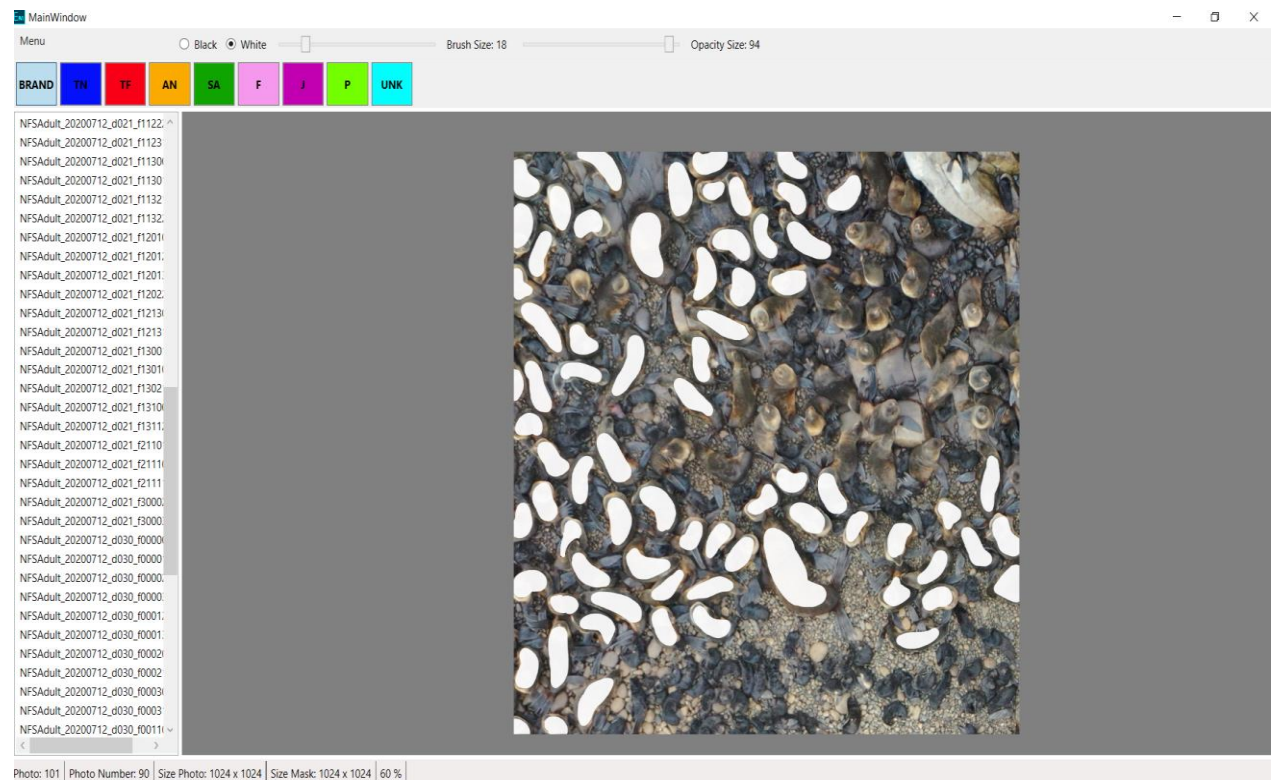 MainWindow
Menu Black White Brush Size: 18 Opacity Size: 94
BRAND TN TF AN SA F J P UNK
NFSAdult_20200712_d021_f1122
NFSAdult_20200712_d021_f1123
NFSAdult_20200712_d021_f1130
NFSAdult_20200712_d021_f1130
NFSAdult_20200712_d021_f1132
NFSAdult_20200712_d021_f1132
NFSAdult_20200712_d021_f1201
NFSAdult_20200712_d021_f1201
NFSAdult_20200712_d021_f1201
NFSAdult_20200712_d021_f1202
NFSAdult_20200712_d021_f1213
NFSAdult_20200712_d021_f1213
NFSAdult_20200712_d021_f1300
NFSAdult_20200712_d021_f1301
NFSAdult_20200712_d021_f1302
NFSAdult_20200712_d021_f1310
NFSAdult_20200712_d021_f1311
NFSAdult_20200712_d021_f2110
NFSAdult_20200712_d021_f2111
NFSAdult_20200712_d021_f2111
NFSAdult_20200712_d021_f3000
NFSAdult_20200712_d021_f3000
NFSAdult_20200712_d030_f0000
NFSAdult_20200712_d030_f0000
NFSAdult_20200712_d030_f0000
NFSAdult_20200712_d030_f0000
NFSAdult_20200712_d030_f0001
NFSAdult_20200712_d030_f0001
NFSAdult_20200712_d030_f0002
NFSAdult_20200712_d030_f0002
NFSAdult_20200712_d030_f0003
NFSAdult_20200712_d030_f0003
NFSAdult_20200712_d030_f0011
Photo: 101 Photo Number: 90 Size Photo: 1024 x 1024 Size Mask: 1024 x 1024 60 %